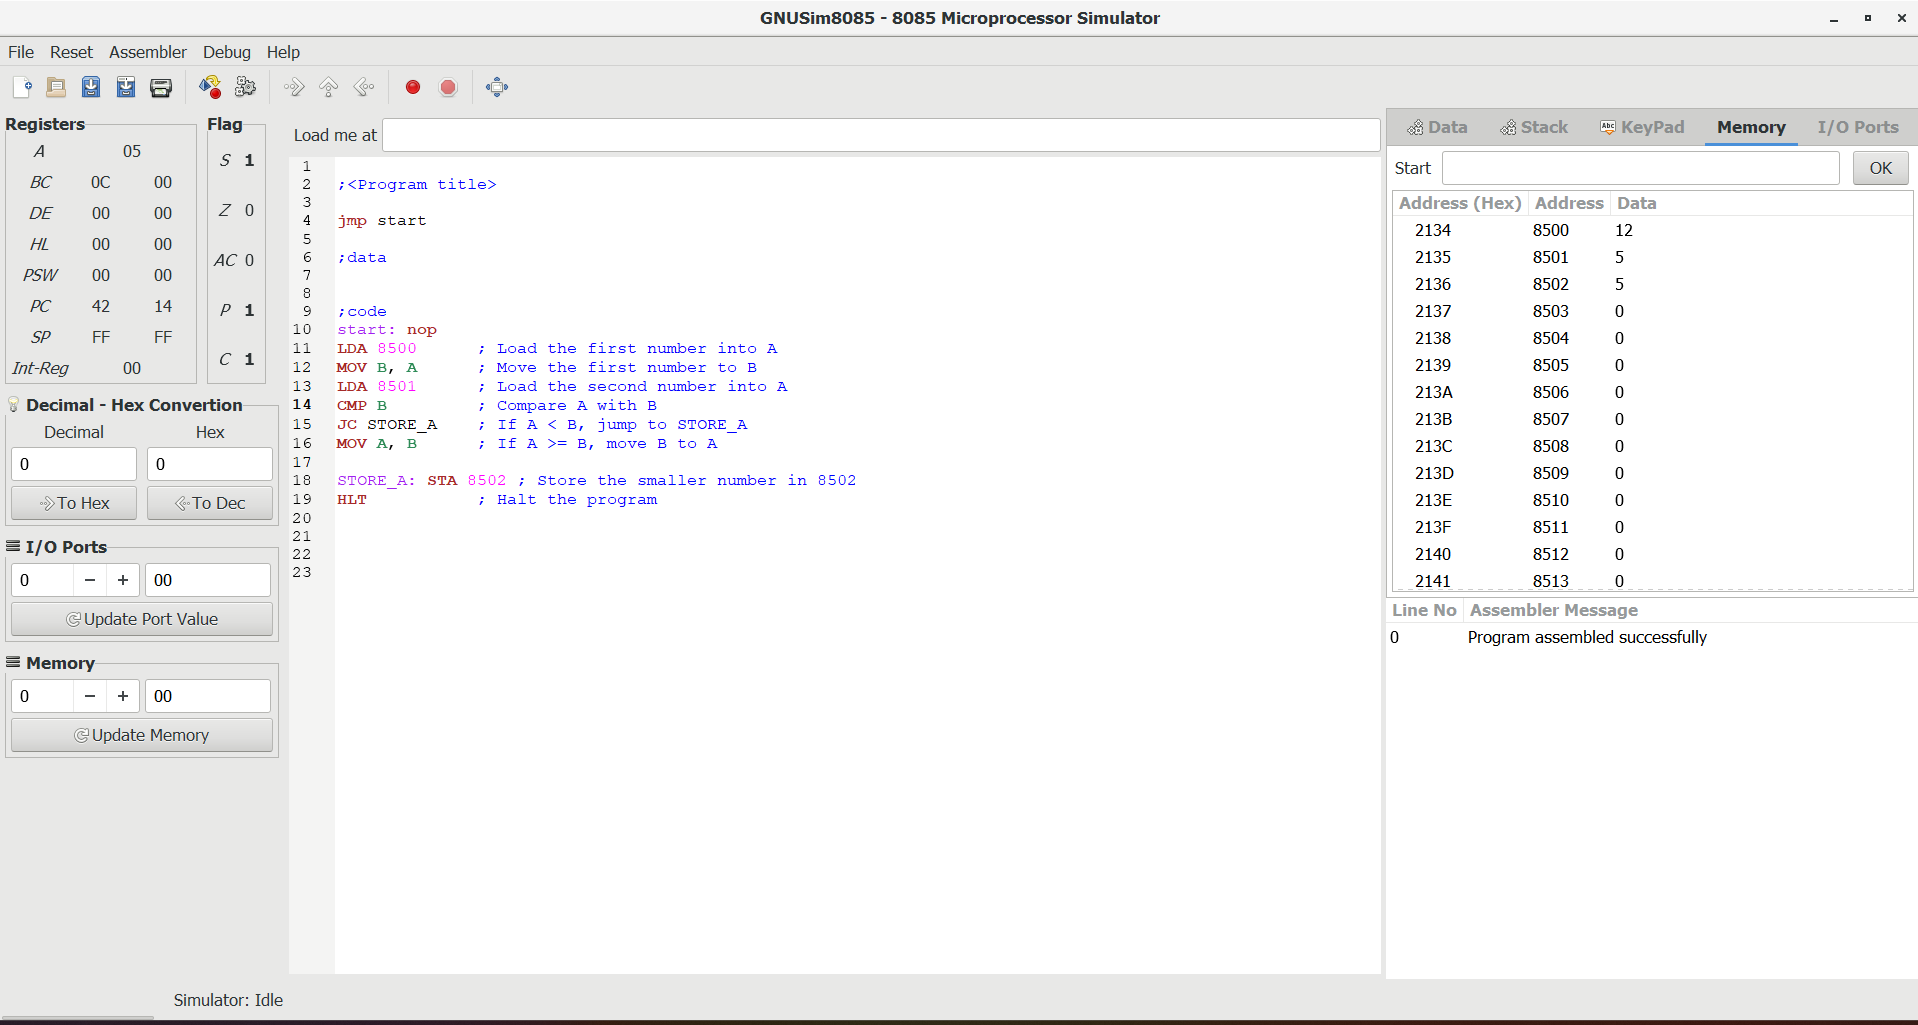 GNUSim8085 - 8085 Microprocessor Simulator
File Reset Assembler Debug Help
Registers
A 05
BC 0C 00
DE 00 00
HL 00 00
PSW 00 00
PC 42 14
SP FF FF
Int-Reg 00
Flag
S 1
Z 0
AC 0
P 1
C 1
Decimal - Hex Convertion
Decimal Hex
0 0
To Hex To Dec
I/O Ports
0 − + 00
Update Port Value
Memory
0 − + 00
Update Memory
Load me at
1
2 ;<Program title>
3
4 jmp start
5
6 ;data
7
8
9 ;code
10 start: nop
11 LDA 8500 ; Load the first number into A
12 MOV B, A ; Move the first number to B
13 LDA 8501 ; Load the second number into A
14 CMP B ; Compare A with B
15 JC STORE_A ; If A < B, jump to STORE_A
16 MOV A, B ; If A >= B, move B to A
17
18 STORE_A: STA 8502 ; Store the smaller number in 8502
19 HLT ; Halt the program
20
21
22
23
Data Stack Abc KeyPad Memory I/O Ports
Start OK
Address (Hex) Address Data
2134 8500 12
2135 8501 5
2136 8502 5
2137 8503 0
2138 8504 0
2139 8505 0
213A 8506 0
213B 8507 0
213C 8508 0
213D 8509 0
213E 8510 0
213F 8511 0
2140 8512 0
2141 8513 0
Line No Assembler Message
0 Program assembled successfully
Simulator: Idle